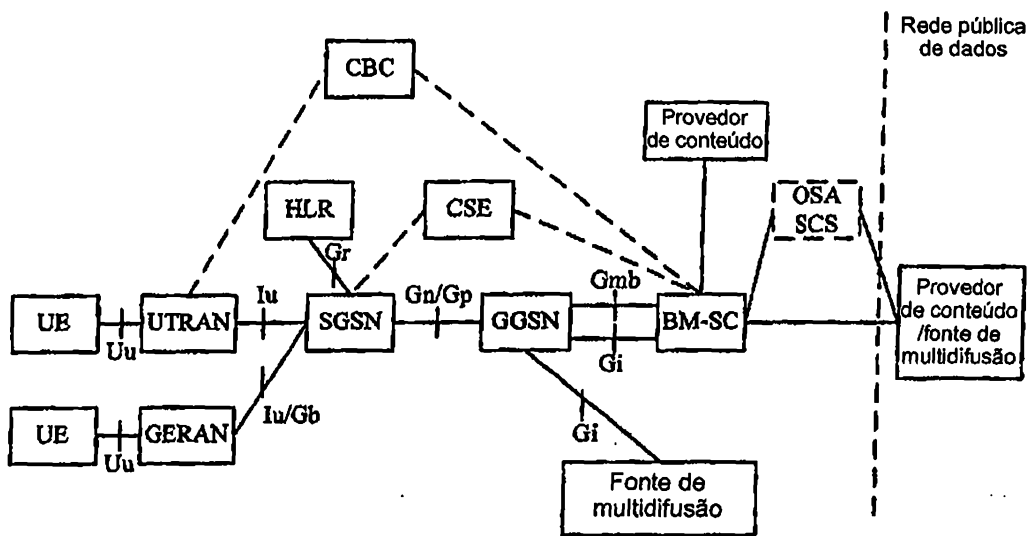 Rede pública
de dados
CBC
Provedor
de conteúdo
HLR
CSE
OSA
SCS
Gr
UE
Uu
UTRAN
Iu
SGSN
Gn/Gp
GGSN
Gmb
Gi
BM-SC
Provedor
de conteúdo
/fonte de
multidifusão
UE
Uu
GERAN
Iu/Gb
Gi
Fonte de
multidifusão